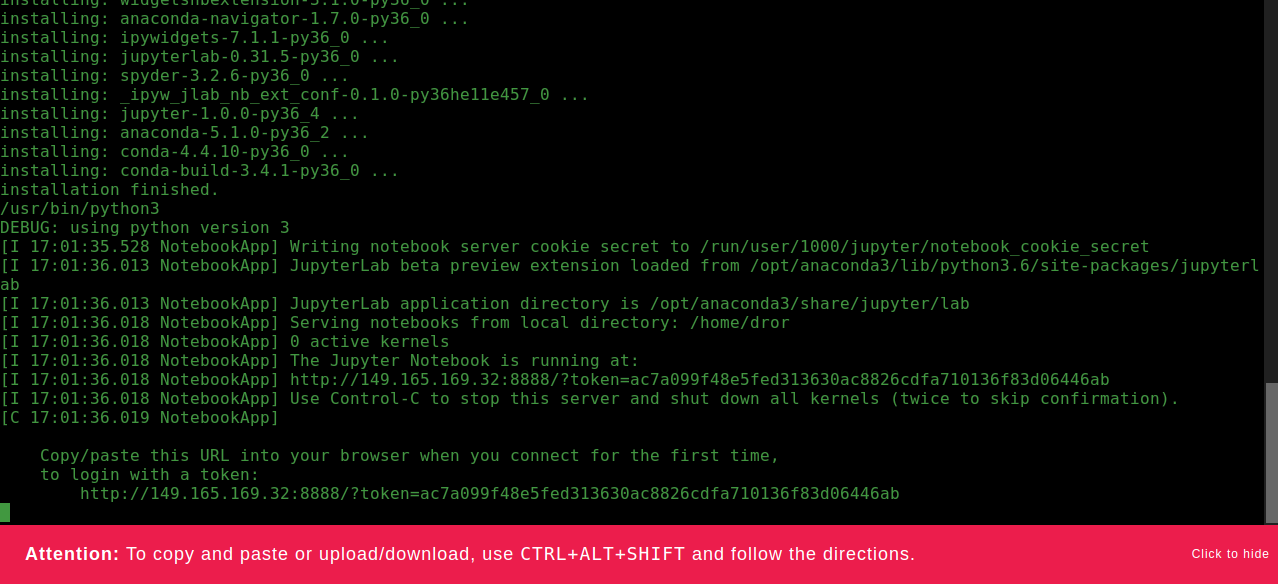 installing: widgetsnbextension-3.1.0-py36_0 ...
installing: anaconda-navigator-1.7.0-py36_0 ...
installing: ipywidgets-7.1.1-py36_0 ...
installing: jupyterlab-0.31.5-py36_0 ...
installing: spyder-3.2.6-py36_0 ...
installing: _ipyw_jlab_nb_ext_conf-0.1.0-py36he11e457_0 ...
installing: jupyter-1.0.0-py36_4 ...
installing: anaconda-5.1.0-py36_2 ...
installing: conda-4.4.10-py36_0 ...
installing: conda-build-3.4.1-py36_0 ...
installation finished.
/usr/bin/python3
DEBUG: using python version 3
[I 17:01:35.528 NotebookApp] Writing notebook server cookie secret to /run/user/1000/jupyter/notebook_cookie_secret
[I 17:01:36.013 NotebookApp] JupyterLab beta preview extension loaded from /opt/anaconda3/lib/python3.6/site-packages/jupyterl
ab
[I 17:01:36.013 NotebookApp] JupyterLab application directory is /opt/anaconda3/share/jupyter/lab
[I 17:01:36.018 NotebookApp] Serving notebooks from local directory: /home/dror
[I 17:01:36.018 NotebookApp] 0 active kernels
[I 17:01:36.018 NotebookApp] The Jupyter Notebook is running at:
[I 17:01:36.018 NotebookApp] http://149.165.169.32:8888/?token=ac7a099f48e5fed313630ac8826cdfa710136f83d06446ab
[I 17:01:36.018 NotebookApp] Use Control-C to stop this server and shut down all kernels (twice to skip confirmation).
[C 17:01:36.019 NotebookApp]
Copy/paste this URL into your browser when you connect for the first time,
to login with a token:
http://149.165.169.32:8888/?token=ac7a099f48e5fed313630ac8826cdfa710136f83d06446ab
Attention: To copy and paste or upload/download, use CTRL+ALT+SHIFT and follow the directions.
Click to hide